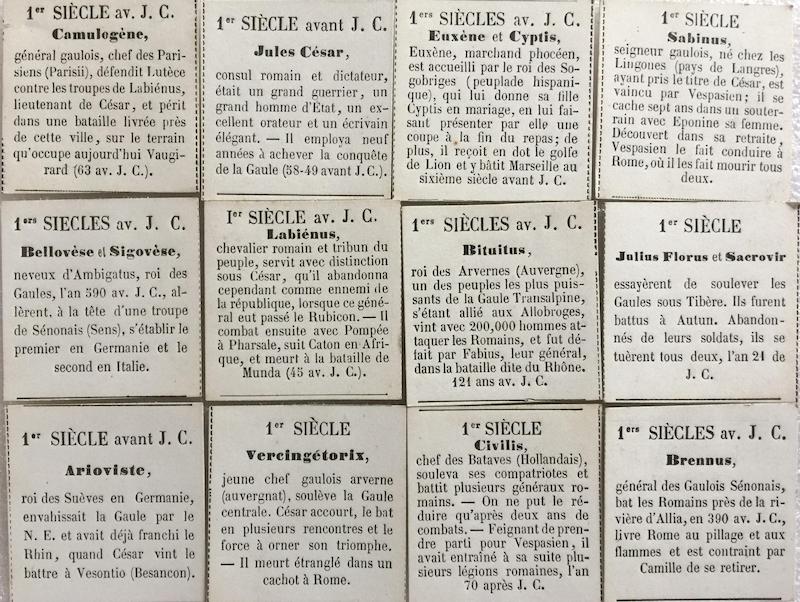 1er SIÈCLE av. J. C.
Camulogène,
général gaulois, chef des Pari-
siens (Parisii), défendit Lutèce
contre les troupes de Labiénus,
lieutenant de César, et périt
dans une bataille livrée près
de cette ville, sur le terrain
qu'occupe aujourd'hui Vaugi-
rard (63 av. J. C.).
1er SIÈCLE avant J. C.
Jules César,
consul romain et dictateur,
était un grand guerrier, un
grand homme d'État, un ex-
cellent orateur et un écrivain
élégant. — Il employa neuf
années à achever la conquête
de la Gaule (58-49 avant J. C.).
1ers SIÈCLES av. J. C.
Euxène et Cyptis,
Euxène, marchand phocéen,
est accueilli par le roi des So-
gobriges (peuplade hispani-
que), qui lui donne sa fille
Cyptis en mariage, en lui fai-
sant présenter par elle une
coupe à la fin du repas; de
plus, il reçoit en dot le golfe
de Lion et y bâtit Marseille au
sixième siècle avant J. C.
1er SIÈCLE
Sabinus,
seigneur gaulois, né chez les
Lingones (pays de Langres),
ayant pris le titre de César, est
vaincu par Vespasien; il se
cache sept ans dans un souter-
rain avec Eponine sa femme.
Découvert dans sa retraite,
Vespasien le fait conduire à
Rome, où il les fait mourir tous
deux.
1ers SIECLES av. J. C.
Bellovèse et Sigovèse,
neveux d'Ambigatus, roi des
Gaules, l'an 590 av. J. C., al-
lèrent, à la tête d'une troupe
de Sénonais (Sens), s'établir le
premier en Germanie et le
second en Italie.
Ier SIÈCLE av. J. C.
Labiénus,
chevalier romain et tribun du
peuple, servit avec distinction
sous César, qu'il abandonna
cependant comme ennemi de
la république, lorsque ce géné-
ral eut passé le Rubicon. — Il
combat ensuite avec Pompée
à Pharsale, suit Caton en Afri-
que, et meurt à la bataille de
Munda (45 av. J. C.).
1ers SIÈCLES av. J. C.
Bituitus,
roi des Arvernes (Auvergne),
un des peuples les plus puis-
sants de la Gaule Transalpine,
s'étant allié aux Allobroges,
vint avec 200,000 hommes at-
taquer les Romains, et fut dé-
fait par Fabius, leur général,
dans la bataille dite du Rhône.
121 ans av. J. C.
1er SIÈCLE
Julius Florus et Sacrovir
essayèrent de soulever les
Gaules sous Tibère. Ils furent
battus à Autun. Abandon-
nés de leurs soldats, ils se
tuèrent tous deux, l'an 21 de
J. C.
1er SIÈCLE avant J. C.
Arioviste,
roi des Suèves en Germanie,
envahissait la Gaule par le
N. E. et avait déjà franchi le
Rhin, quand César vint le
battre à Vesontio (Besancon).
1er SIÈCLE
Vercingétorix,
jeune chef gaulois arverne
(auvergnat), soulève la Gaule
centrale. César accourt, le bat
en plusieurs rencontres et le
force à orner son triomphe.
— Il meurt étranglé dans un
cachot à Rome.
1er SIÈCLE
Civilis,
chef des Bataves (Hollandais),
souleva ses compatriotes et
battit plusieurs généraux ro-
mains. — On ne put le ré-
duire qu'après deux ans de
combats. — Feignant de pren-
dre parti pour Vespasien, il
avait entraîné à sa suite plu-
sieurs légions romaines, l'an
70 après J. C.
1ers SIÈCLES av. J. C.
Brennus,
général des Gaulois Sénonais,
bat les Romains près de la ri-
vière d'Allia, en 390 av. J. C.,
livre Rome au pillage et aux
flammes et est contraint par
Camille de se retirer.